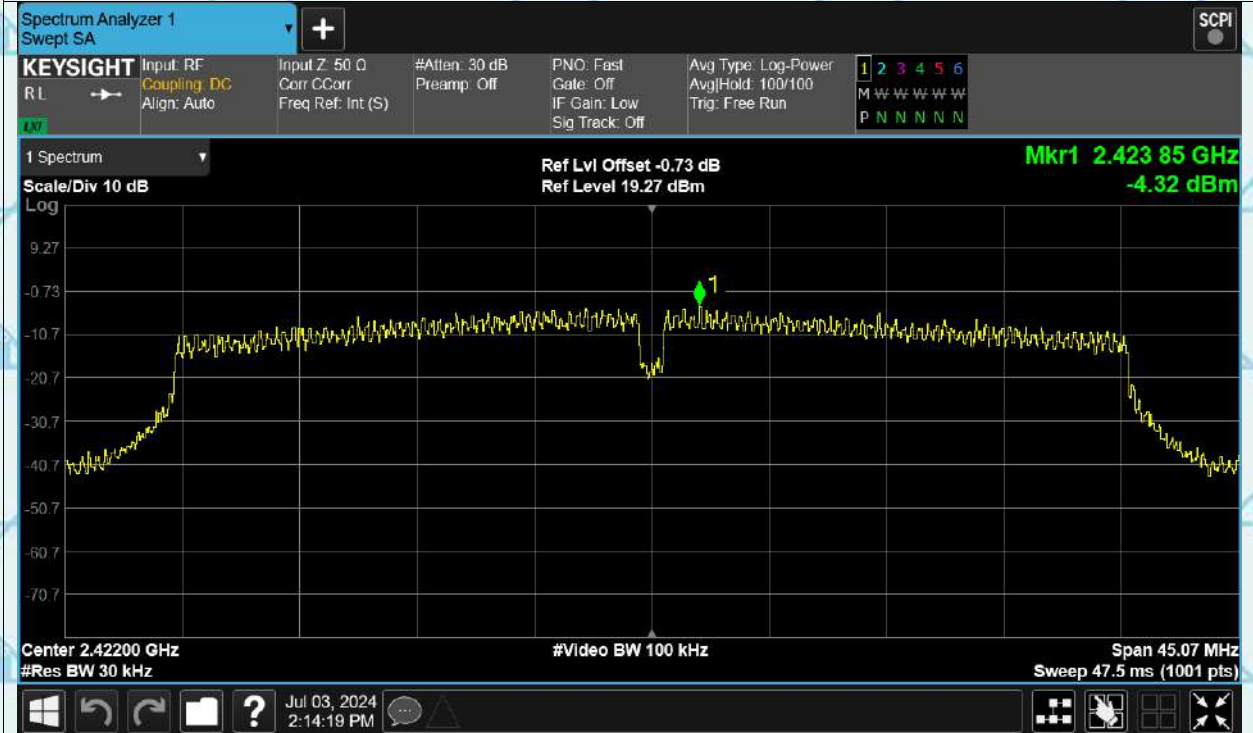 Spectrum Analyzer 1
Swept SA
+
SCPI
KEYSIGHT
RL
LXI
Input: RF
Coupling: DC
Align: Auto
Input Z: 50 Ω
Corr CCorr
Freq Ref: Int (S)
#Atten: 30 dB
Preamp: Off
PNO: Fast
Gate: Off
IF Gain: Low
Sig Track: Off
Avg Type: Log-Power
Avg|Hold: 100/100
Trig: Free Run
1 2 3 4 5 6
M W W W W W
P N N N N N N
1 Spectrum
Scale/Div 10 dB
Log
Ref Lvl Offset -0.73 dB
Ref Level 19.27 dBm
Mkr1 2.423 85 GHz
-4.32 dBm
9.27
-0.73
-10.7
-20.7
-30.7
-40.7
-50.7
-60.7
-70.7
1
Center 2.42200 GHz
#Res BW 30 kHz
#Video BW 100 kHz
Span 45.07 MHz
Sweep 47.5 ms (1001 pts)
?
Jul 03, 2024
2:14:19 PM